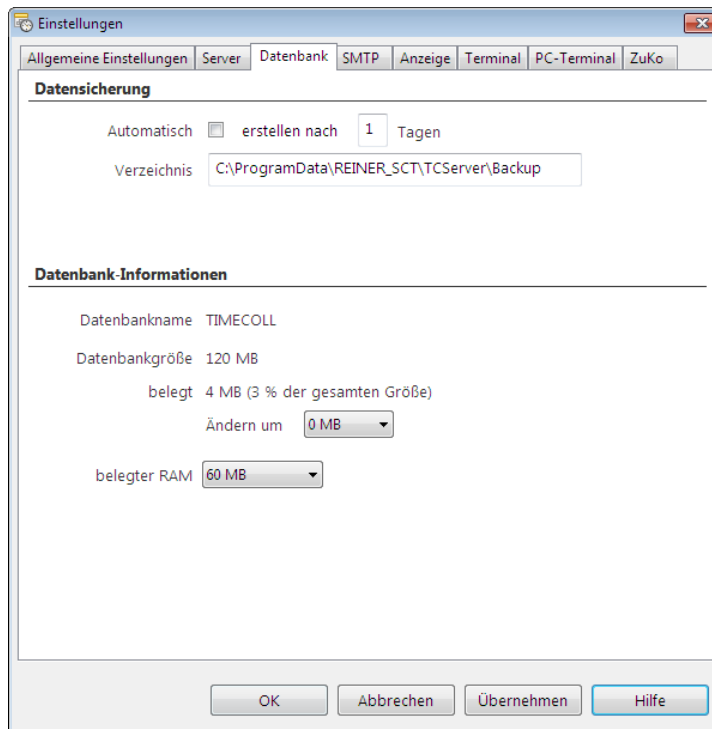 Einstellungen
Allgemeine Einstellungen Server Datenbank SMTP Anzeige Terminal PC-Terminal ZuKo
Datensicherung
Automatisch erstellen nach 1 Tagen
Verzeichnis C:\ProgramData\REINER_SCT\TCServer\Backup
Datenbank-Informationen
Datenbankname TIMECOLL
Datenbankgröße 120 MB
belegt 4 MB (3 % der gesamten Größe)
Ändern um 0 MB
belegter RAM 60 MB
OK Abbrechen Übernehmen Hilfe